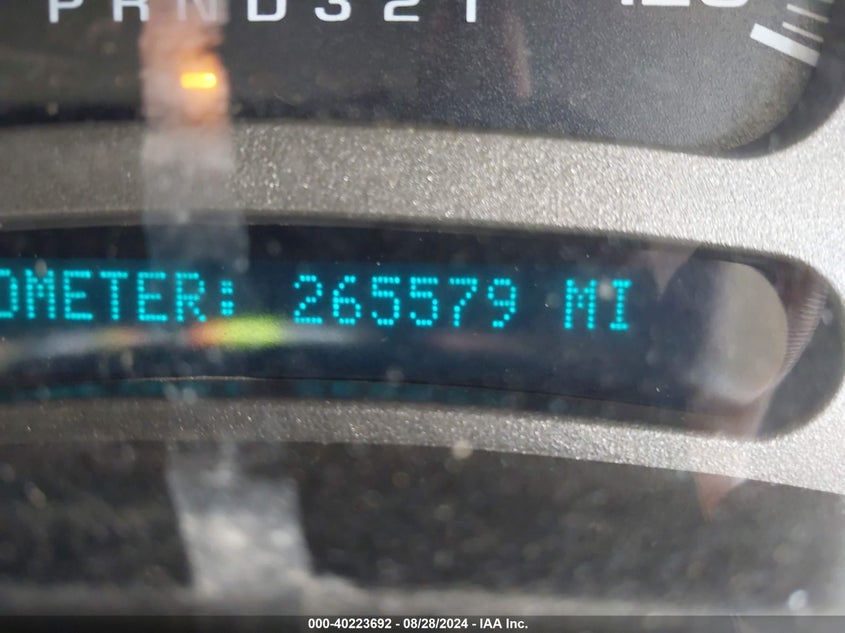 PRND321
OMETER: 265579 MI
000-40223692 - 08/28/2024 - IAA Inc.